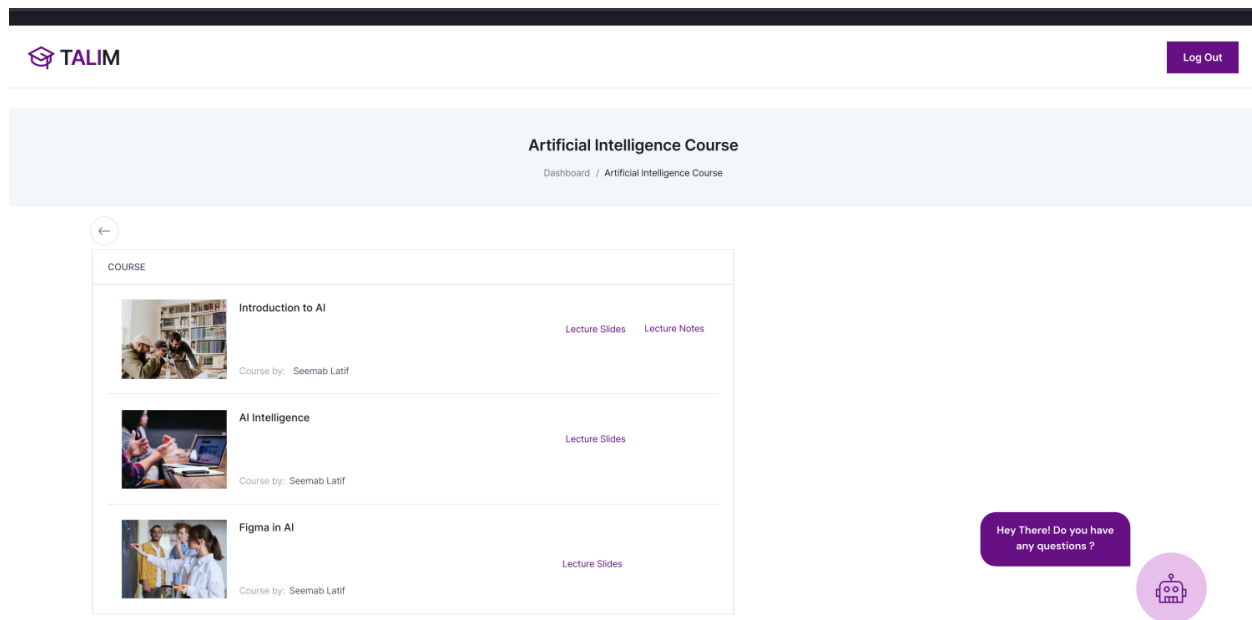 TALIM
Log Out
Artificial Intelligence Course
Dashboard / Artificial Intelligence Course
COURSE
Introduction to AI
Lecture Slides Lecture Notes
Course by: Seemab Latif
AI Intelligence
Lecture Slides
Course by: Seemab Latif
Figma in AI
Lecture Slides
Course by: Seemab Latif
Hey There! Do you have
any questions ?